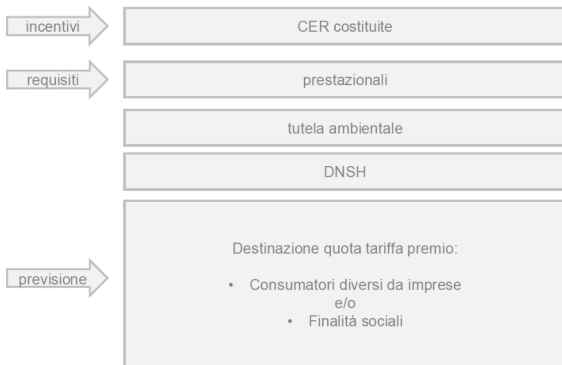 incentivi
CER costituite
requisiti
prestazionali
tutela ambientale
DNSH
previsione
Destinazione quota tariffa premio:
• Consumatori diversi da imprese
e/o
• Finalità sociali